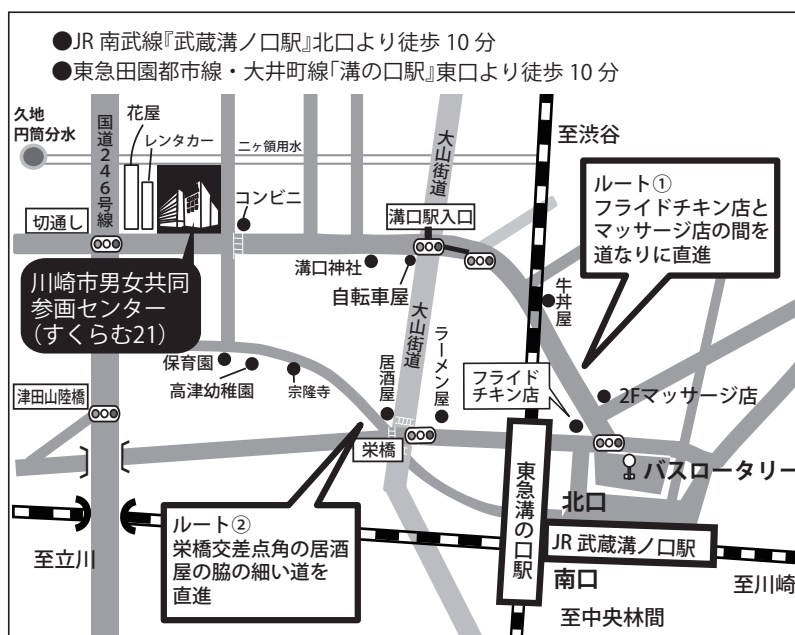 ●JR 南武線『武蔵溝ノ口駅』北口より徒歩 10 分
●東急田園都市線・大井町線「溝の口駅』東口より徒歩 10 分
久地
円筒分水
国道246号線
花屋
レンタカー
二ヶ領用水
大山街道
至渋谷
コンビニ
切通し
溝口駅入口
ルート①
フライドチキン店と
マッサージ店の間を
道なりに直進
溝口神社
自転車屋
牛丼屋
川崎市男女共同
参画センター
(すくらむ21)
大山街道
保育園
高津幼稚園
宗隆寺
居酒屋
ラーメン屋
フライド
チキン店
2Fマッサージ店
津田山陸橋
栄橋
バスロータリー
東急溝の口駅
北口
JR 武蔵溝ノ口駅
南口
ルート②
栄橋交差点角の居酒
屋の脇の細い道を
直進
至立川
至川崎
至中央林間